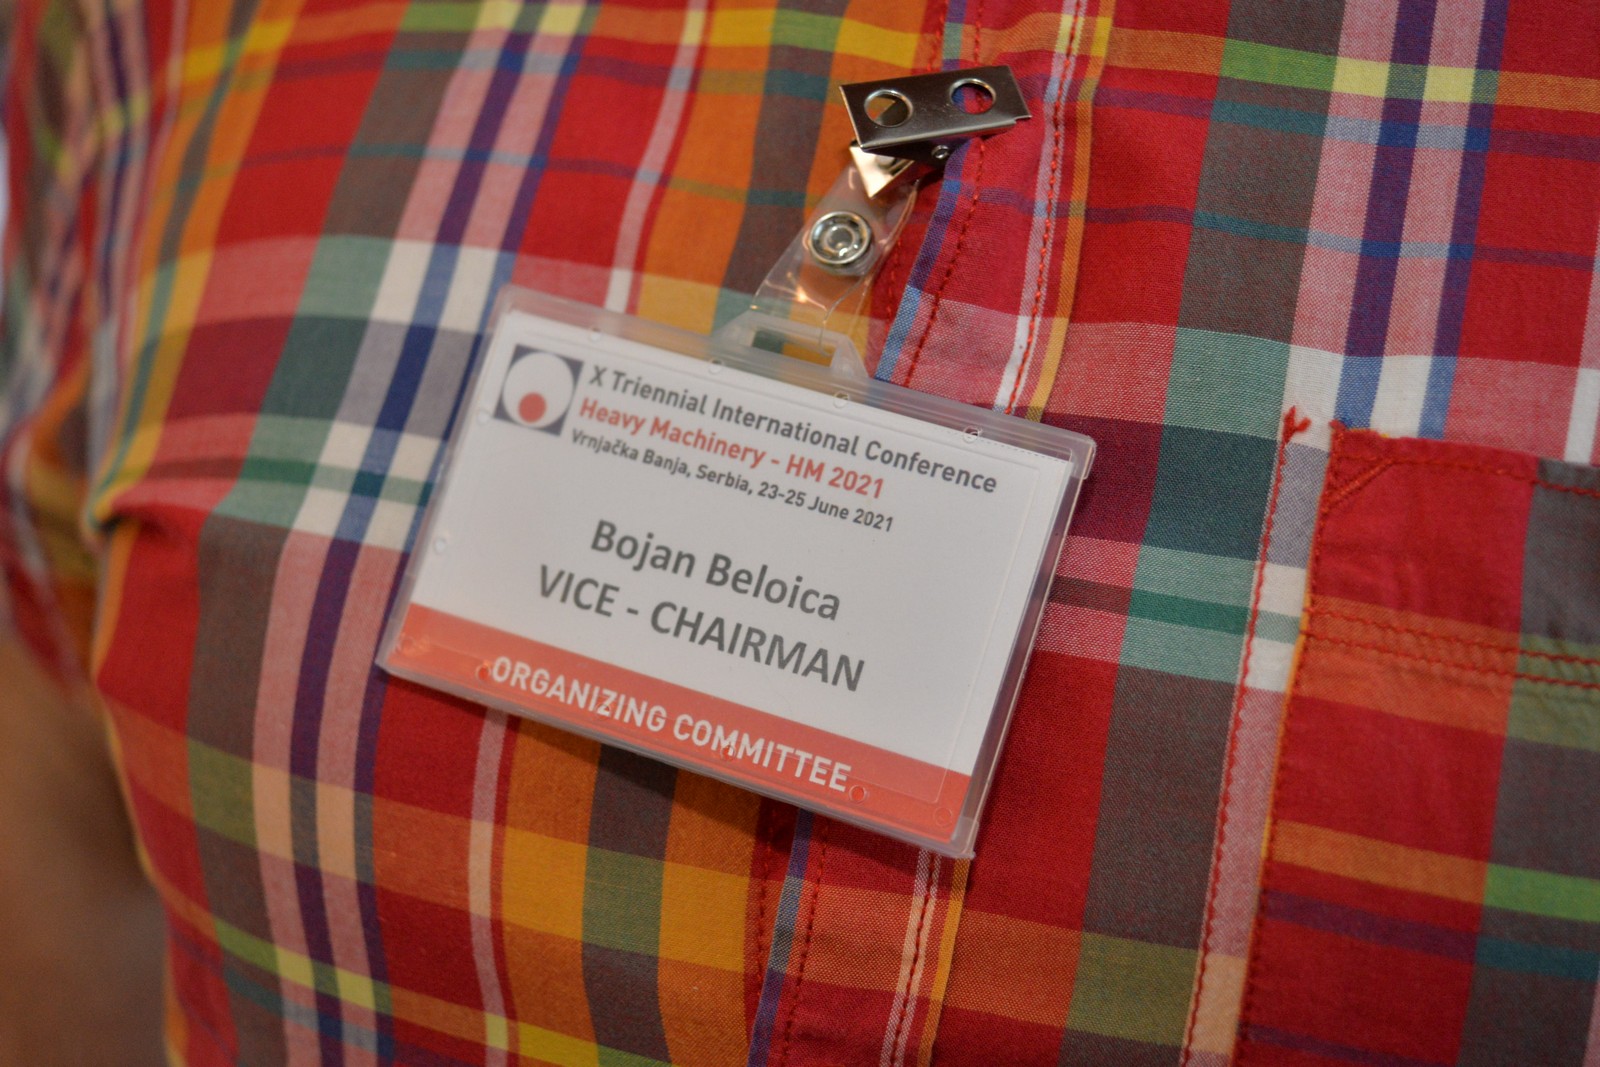 X Triennial International Conference
Heavy Machinery - HM 2021
Vrnjačka Banja, Serbia, 23-25 June 2021
Bojan Beloica
VICE - CHAIRMAN
ORGANIZING COMMITTEE